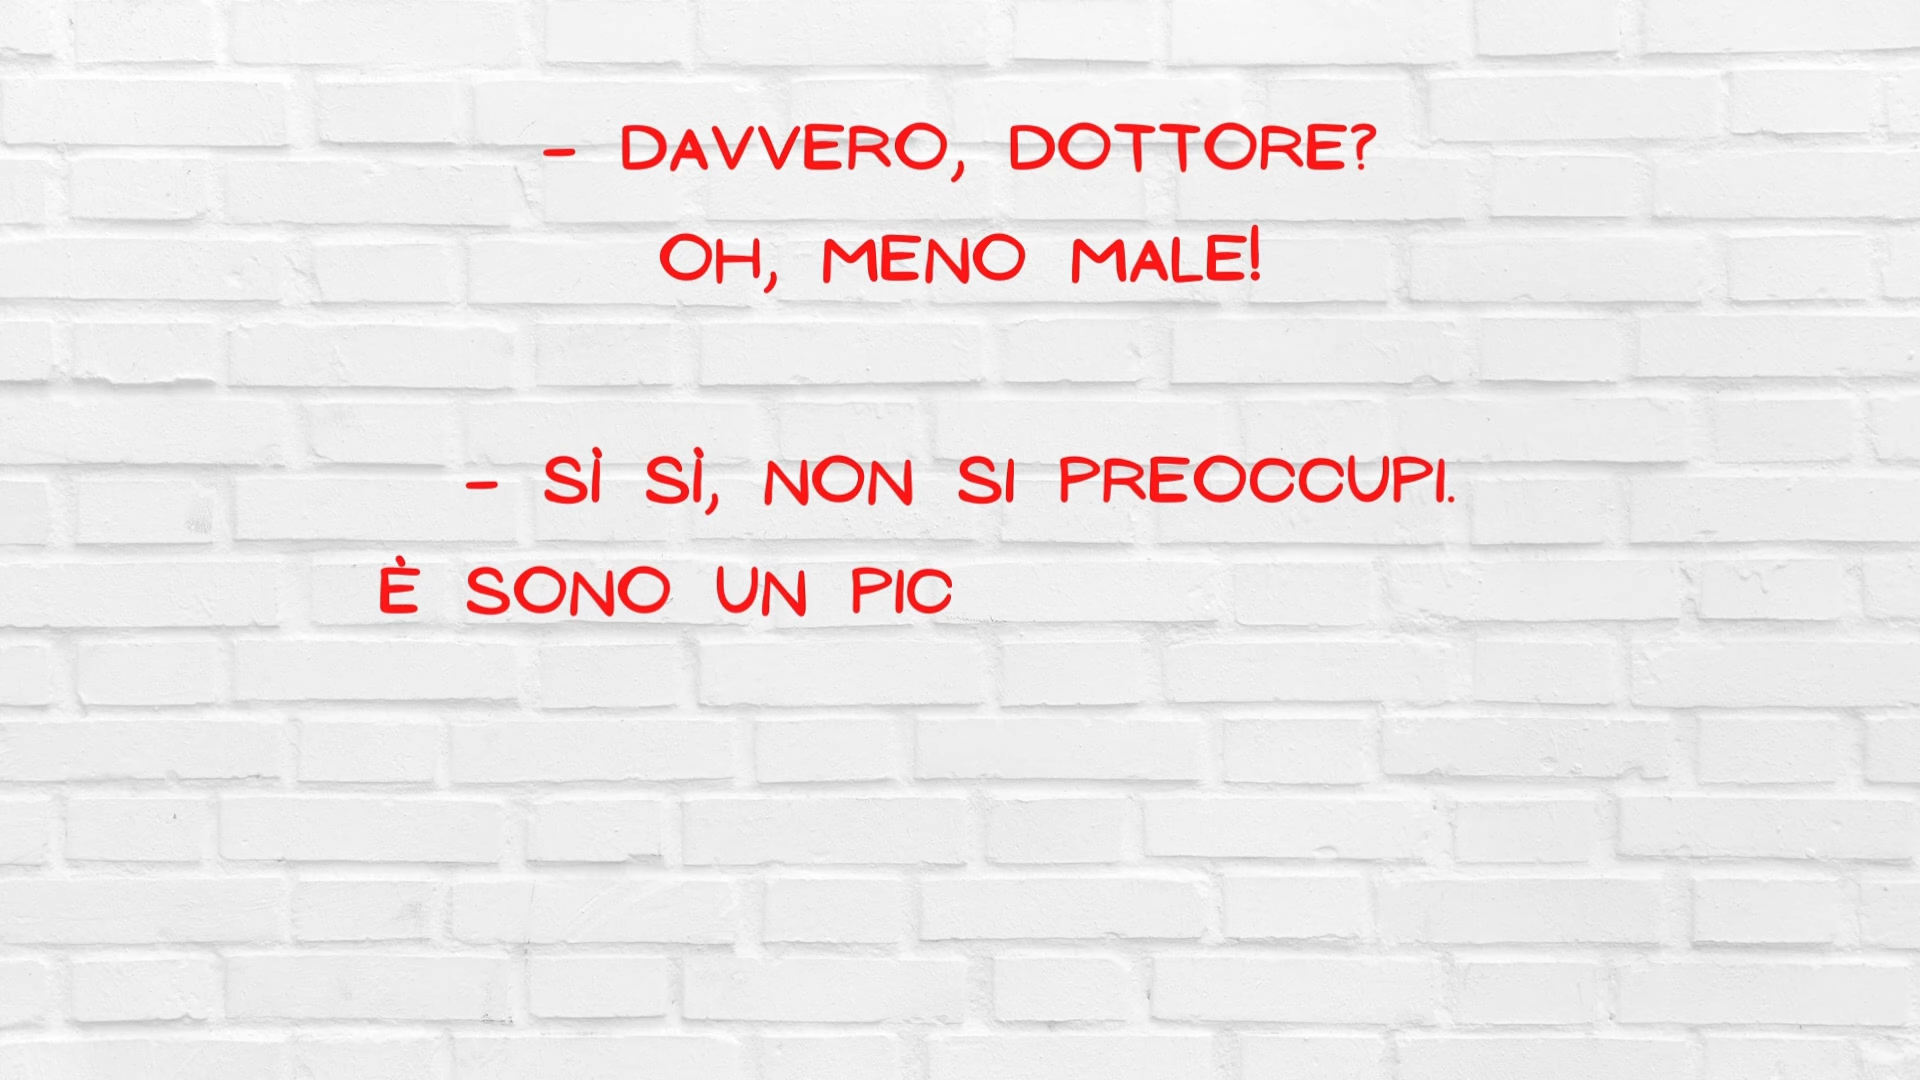 - DAVVERO, DOTTORE?
OH, MENO MALE!
- SÌ SÌ, NON SI PREOCCUPI.
È SONO UN PIC